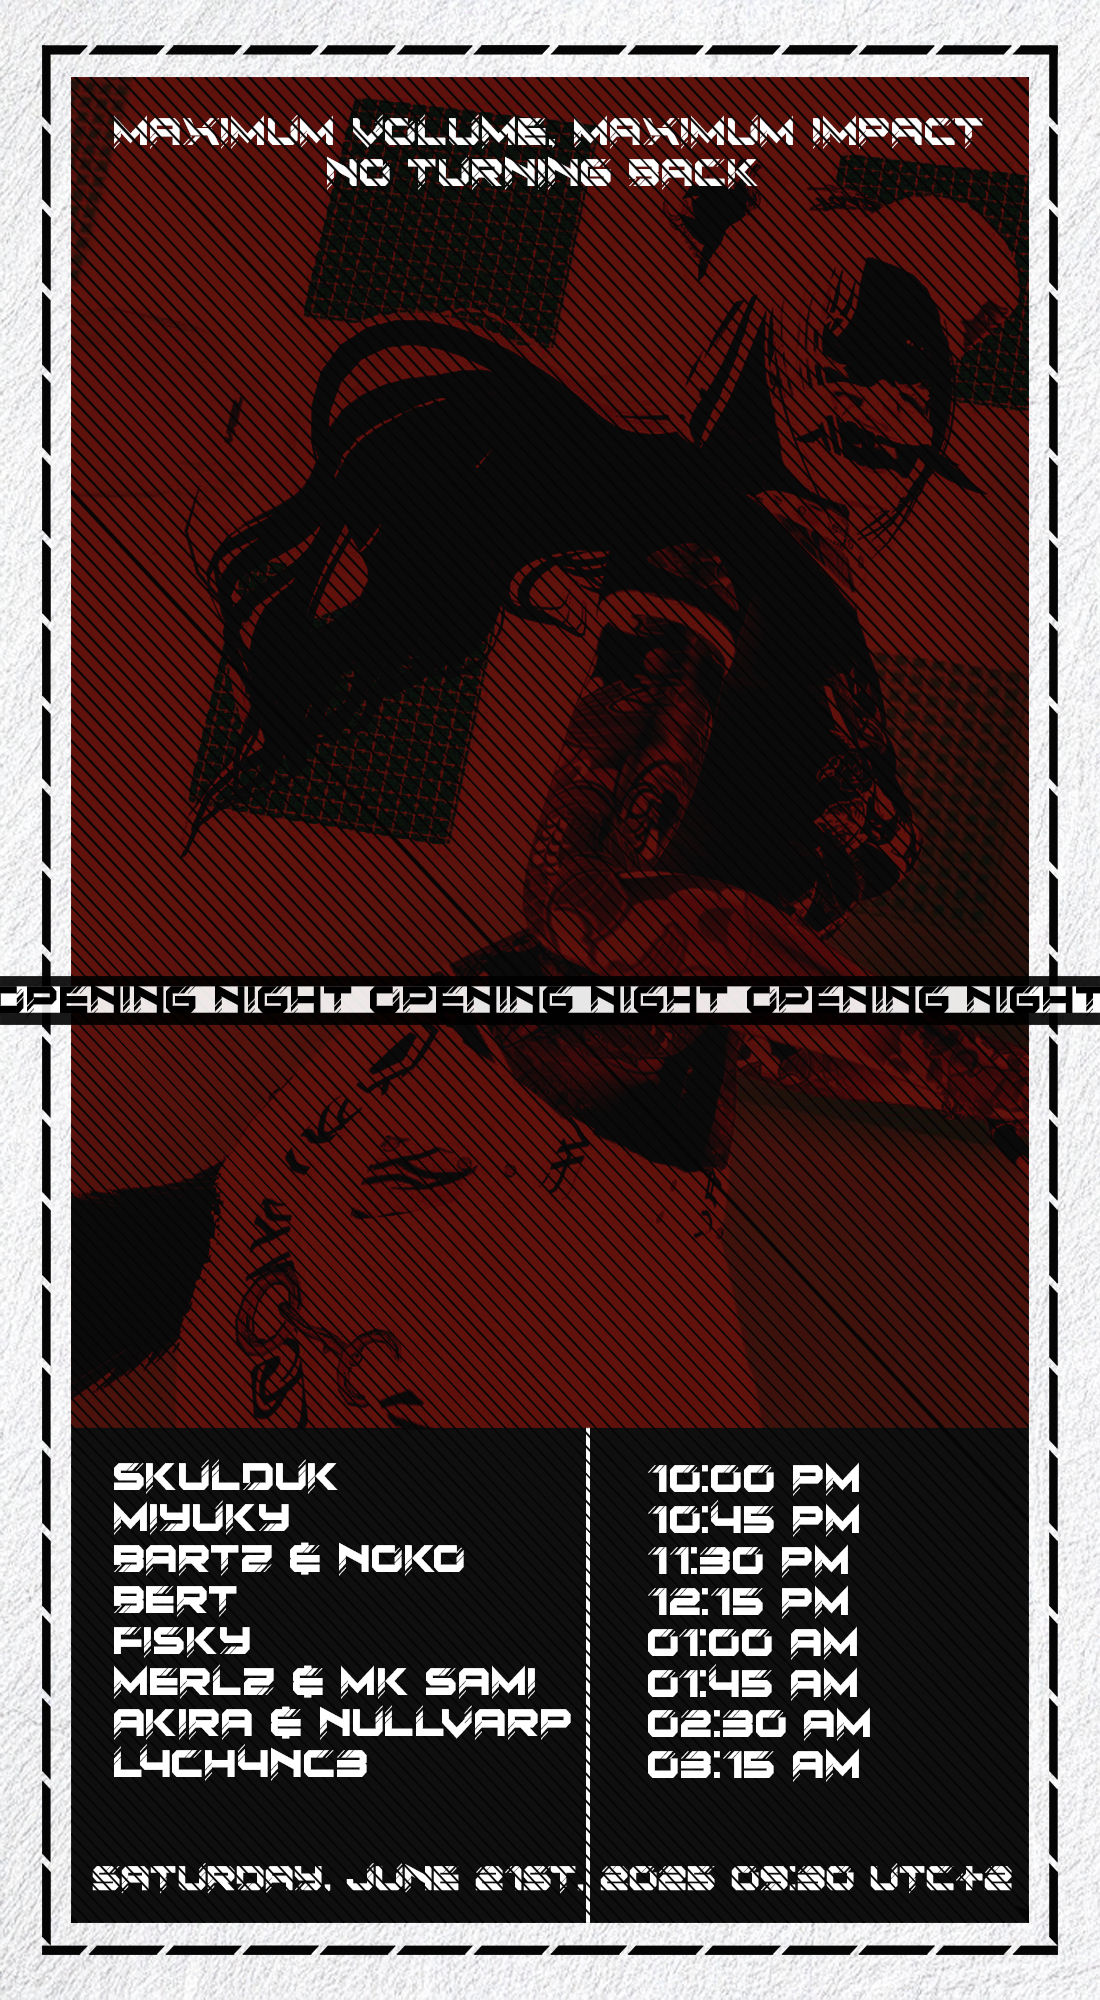 MAXIMUM VOLUME, MAXIMUM IMPACT
NO TURNING BACK
OPENING NIGHT OPENING NIGHT OPENING NIGHT
SKULDUK 10:00 PM
MIYUKY 10:45 PM
BARTZ & NOKO 11:30 PM
BERT 12:15 PM
FISKY 01:00 AM
MERLZ & MK SAMI 01:45 AM
AKIRA & NULLVARP 02:30 AM
L4CH4NC3 03:15 AM
SATURDAY, JUNE 21ST, 2025 09:30 UTC+2